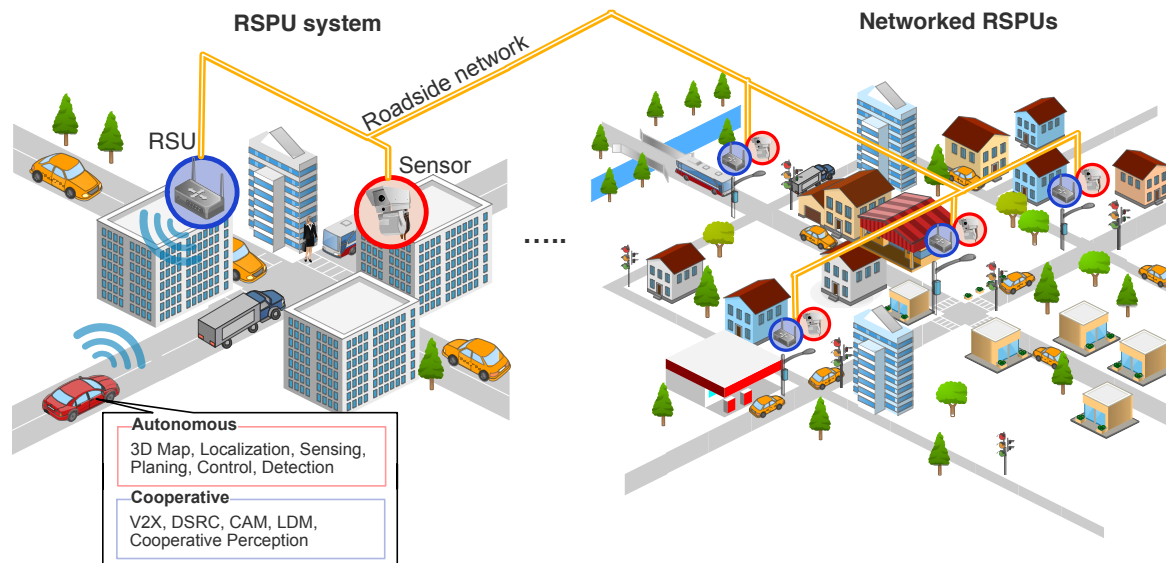 RSPU system
Networked RSPUs
Roadside network
RSU
Sensor
.....
Autonomous
3D Map, Localization, Sensing,
Planing, Control, Detection
Cooperative
V2X, DSRC, CAM, LDM,
Cooperative Perception